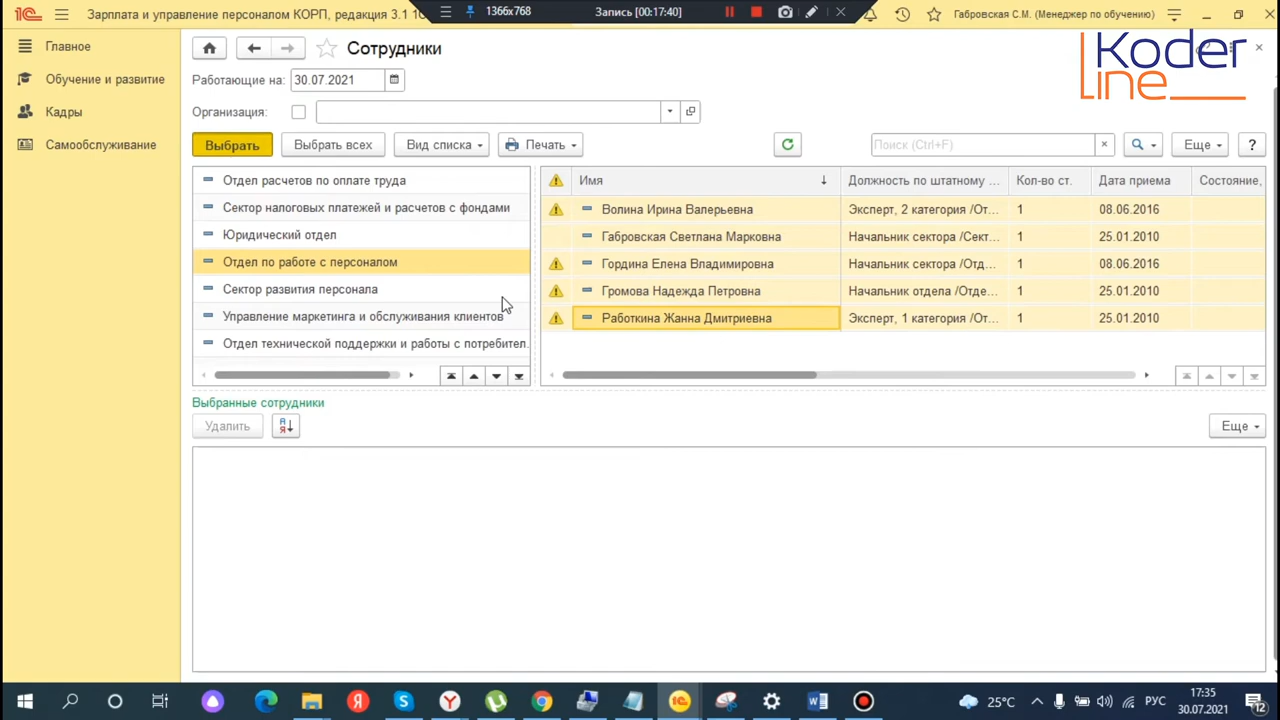 Зарплата и управление персоналом КОРП, редакция 3.1 1С
1366x768
Запись [00:17:40]
Габровская С.М. (Менеджер по обучению)
Koder
line
Главное
Обучение и развитие
Кадры
Самообслуживание
Сотрудники
Работающие на: 30.07.2021
Организация:
Выбрать
Выбрать всех
Вид списка
Печать
Поиск (Ctrl+F)
Еще
?
Отдел расчетов по оплате труда
Сектор налоговых платежей и расчетов с фондами
Юридический отдел
Отдел по работе с персоналом
Сектор развития персонала
Управление маркетинга и обслуживания клиентов
Отдел технической поддержки и работы с потребител.
Имя Должность по штатному ... Кол-во ст. Дата приема Состояние,
Волина Ирина Валерьевна Эксперт, 2 категория /От... 1 08.06.2016
Габровская Светлана Марковна Начальник сектора /Сект... 1 25.01.2010
Гордина Елена Владимировна Начальник сектора /Отд... 1 08.06.2016
Громова Надежда Петровна Начальник отдела /Отде... 1 25.01.2010
Работкина Жанна Дмитриевна Эксперт, 1 категория /От... 1 25.01.2010
Выбранные сотрудники
Удалить
Еще
25°C
РУС
17:35
30.07.2021
12